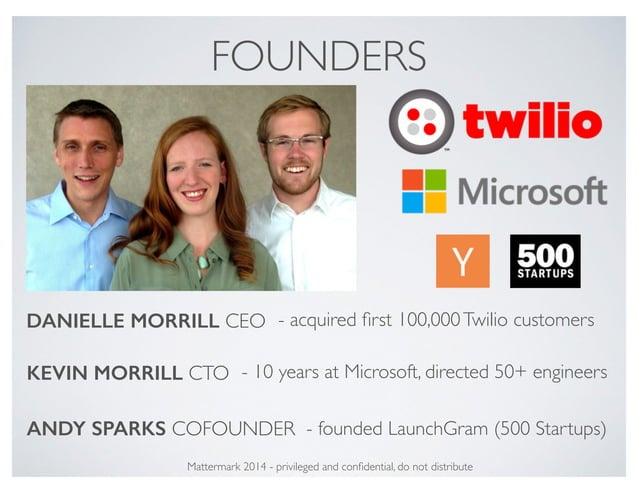 FOUNDERS
twilio
TM
Microsoft
Y
500
STARTUPS
DANIELLE MORRILL CEO - acquired first 100,000 Twilio customers
KEVIN MORRILL CTO - 10 years at Microsoft, directed 50+ engineers
ANDY SPARKS COFOUNDER - founded LaunchGram (500 Startups)
Mattermark 2014 - privileged and confidential, do not distribute